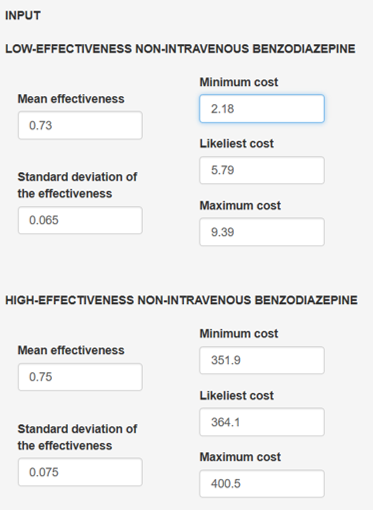 INPUT
LOW-EFFECTIVENESS NON-INTRAVENOUS BENZODIAZEPINE
Minimum cost
Mean effectiveness
2.18
0.73
Likeliest cost
5.79
Standard deviation of
the effectiveness
Maximum cost
0.065
9.39
HIGH-EFFECTIVENESS NON-INTRAVENOUS BENZODIAZEPINE
Minimum cost
Mean effectiveness
351.9
0.75
Likeliest cost
364.1
Standard deviation of
the effectiveness
Maximum cost
0.075
400.5